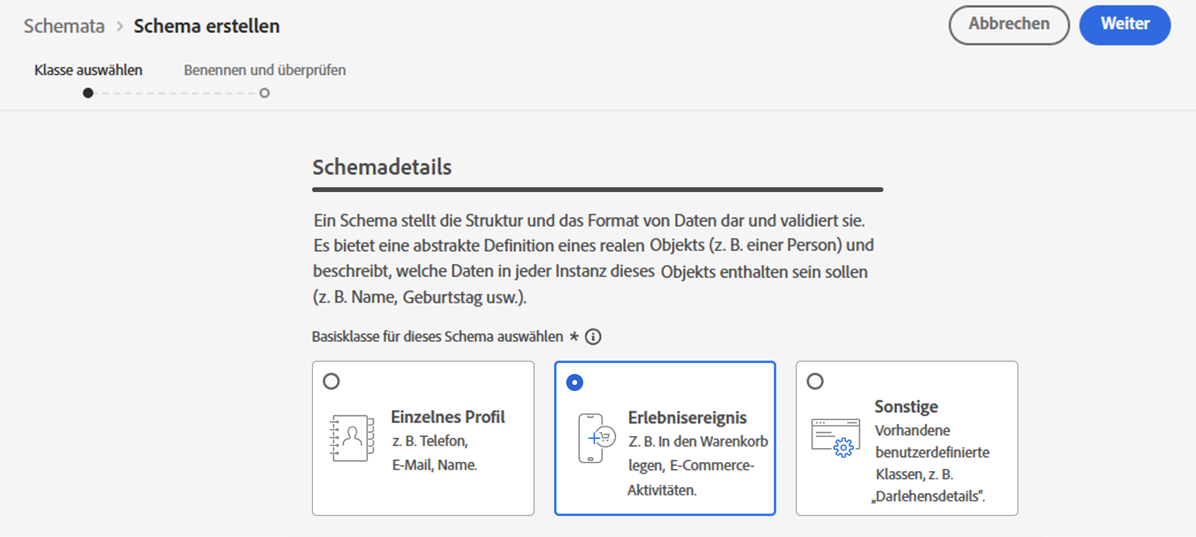 Schemata > Schema erstellen
Abbrechen
Weiter
Klasse auswählen
Benennen und überprüfen
Schemadetails
Ein Schema stellt die Struktur und das Format von Daten dar und validiert sie.
Es bietet eine abstrakte Definition eines realen Objekts (z. B. einer Person) und
beschreibt, welche Daten in jeder Instanz dieses Objekts enthalten sein sollen
(z. B. Name, Geburtstag usw.).
Basisklasse für dieses Schema auswählen *
Einzelnes Profil
z. B. Telefon,
E-Mail, Name.
Erlebnisereignis
Z. B. In den Warenkorb
legen, E-Commerce-
Aktivitäten.
Sonstige
Vorhandene
benutzerdefinierte
Klassen, z. B.
„Darlehensdetails“.